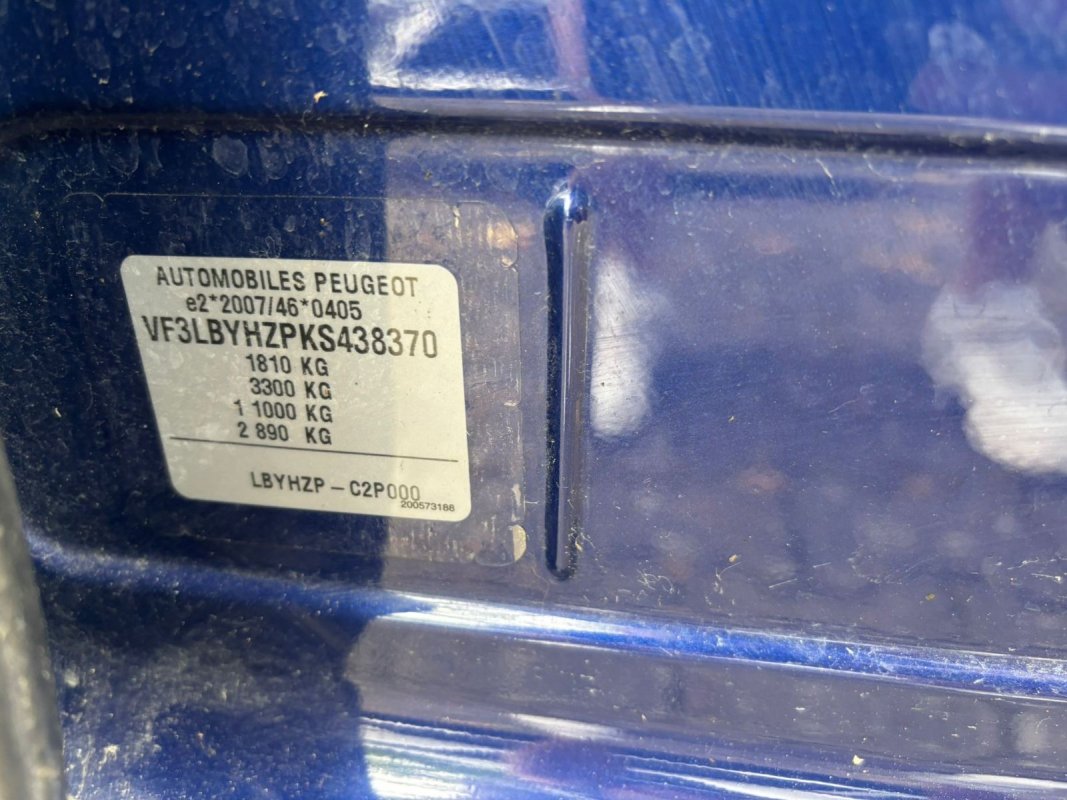 AUTOMOBILES PEUGEOT
e2*2007/46*0405
VF3LBYHZPKS438370
1810 KG
3300 KG
1 1000 KG
2 890 KG
LBYHZP - C2P000
200573188